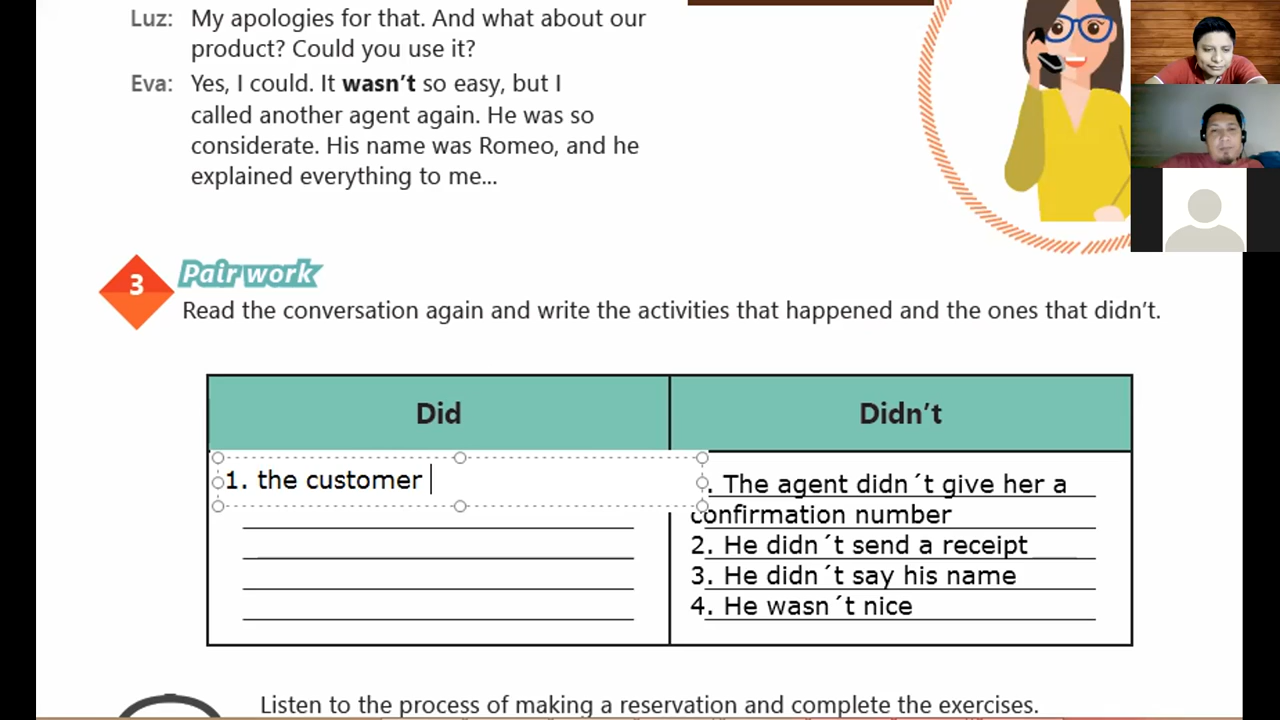 Luz: My apologies for that. And what about our
product? Could you use it?
Eva: Yes, I could. It wasn't so easy, but I
called another agent again. He was so
considerate. His name was Romeo, and he
explained everything to me...
3 Pair work
Read the conversation again and write the activities that happened and the ones that didn't.
Did
Didn't
1. the customer
. The agent didn´t give her a
confirmation number
2. He didn´t send a receipt
3. He didn´t say his name
4. He wasn´t nice
Listen to the process of making a reservation and complete the exercises.